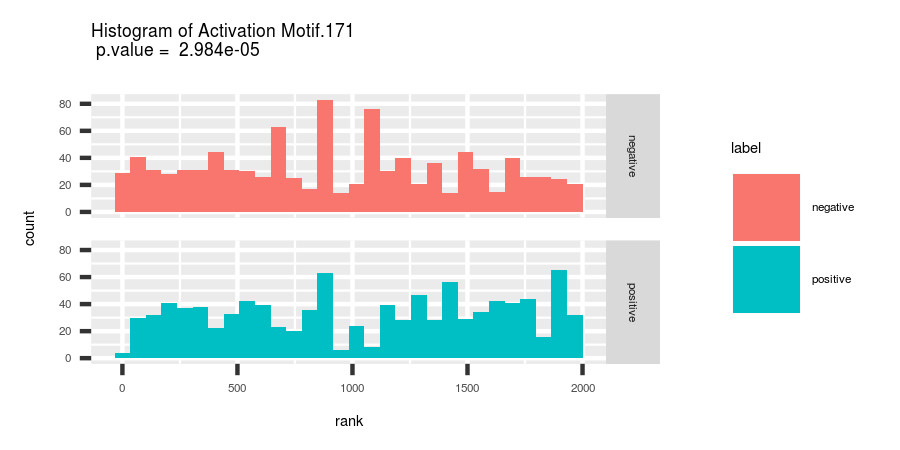 Histogram of Activation Motif.171
p.value = 2.984e-05
count
80
60
40
20
0
negative
80
60
40
20
0
positive
0 500 1000 1500 2000
rank
label
negative
positive